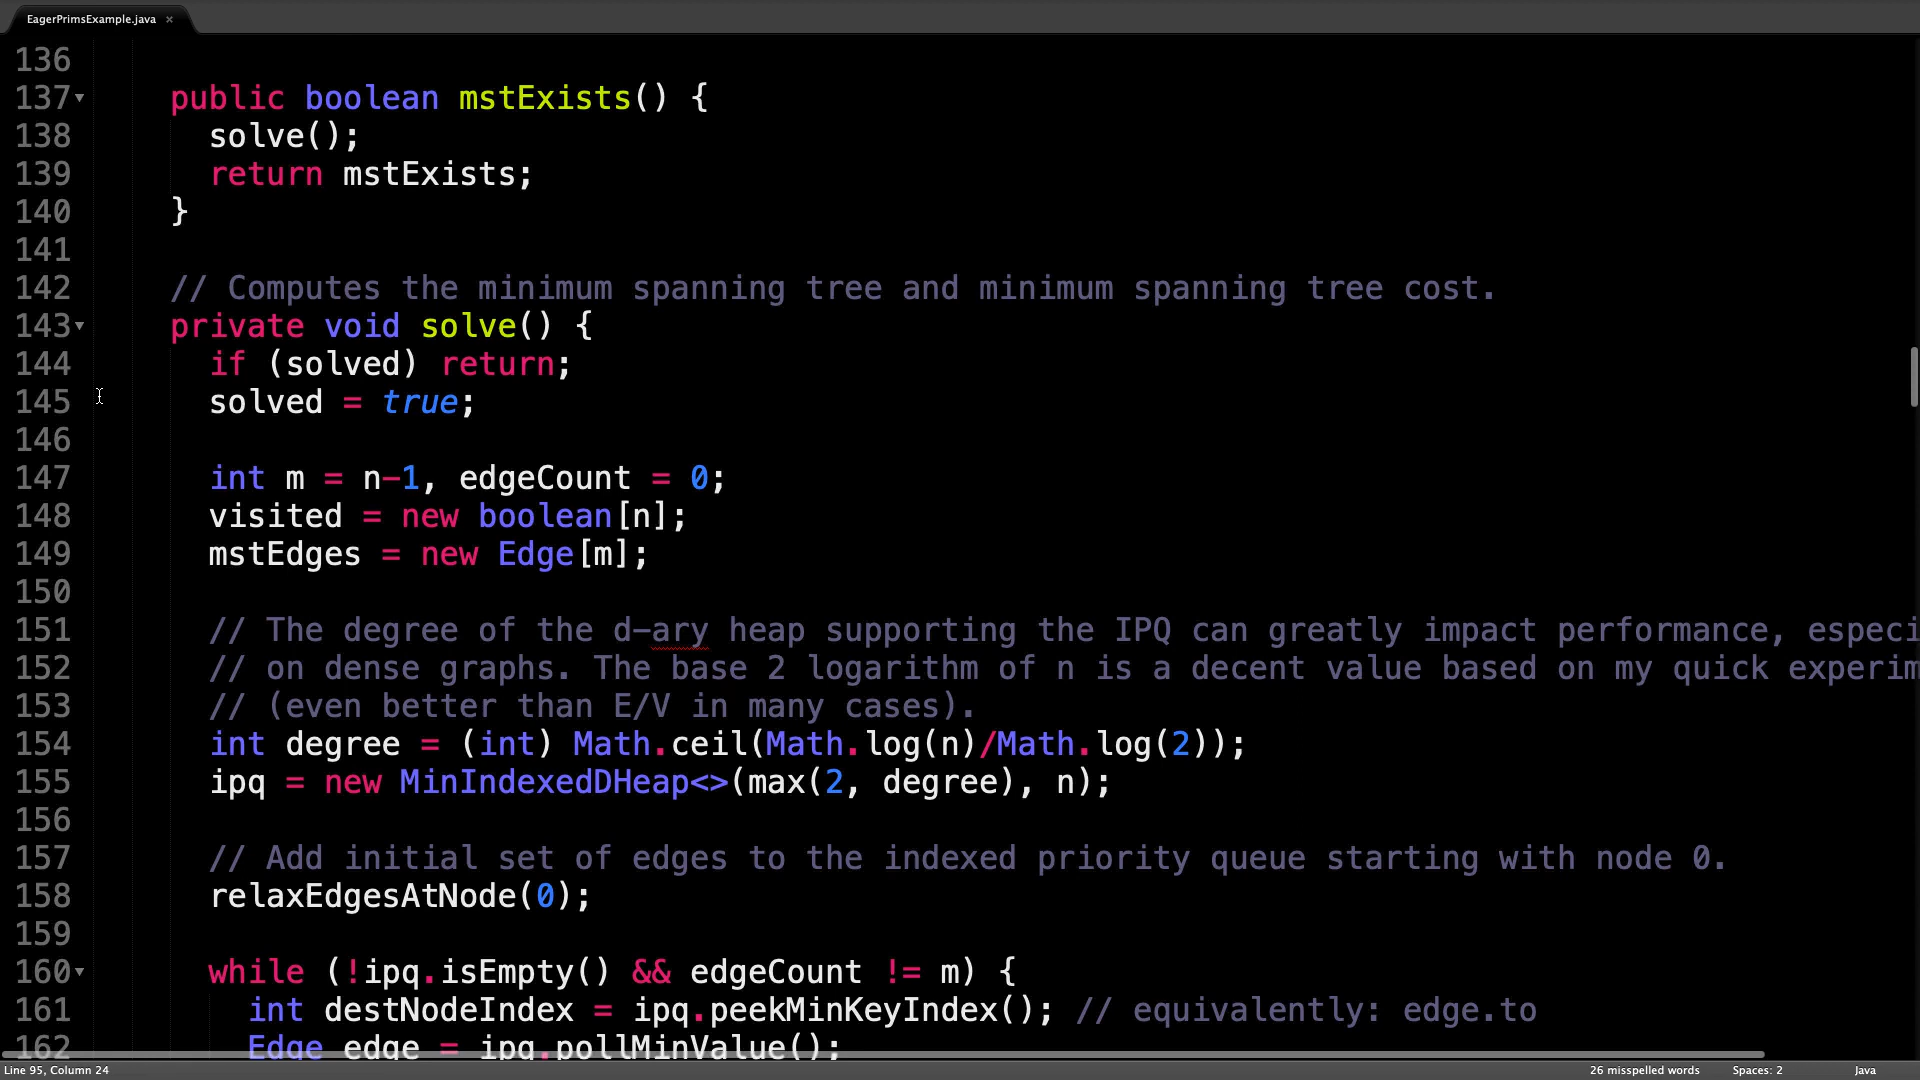 EagerPrimsExample.java ×
136
137 public boolean mstExists() {
138 solve();
139 return mstExists;
140 }
141
142 // Computes the minimum spanning tree and minimum spanning tree cost.
143 private void solve() {
144 if (solved) return;
145 solved = true;
146
147 int m = n-1, edgeCount = 0;
148 visited = new boolean[n];
149 mstEdges = new Edge[m];
150
151 // The degree of the d-ary heap supporting the IPQ can greatly impact performance, especi
152 // on dense graphs. The base 2 logarithm of n is a decent value based on my quick experim
153 // (even better than E/V in many cases).
154 int degree = (int) Math.ceil(Math.log(n)/Math.log(2));
155 ipq = new MinIndexedDHeap<>(max(2, degree), n);
156
157 // Add initial set of edges to the indexed priority queue starting with node 0.
158 relaxEdgesAtNode(0);
159
160 while (!ipq.isEmpty() && edgeCount != m) {
161 int destNodeIndex = ipq.peekMinKeyIndex(); // equivalently: edge.to
162 Edge edge = ipq.pollMinValue();
Line 95, Column 24 26 misspelled words Spaces: 2 Java